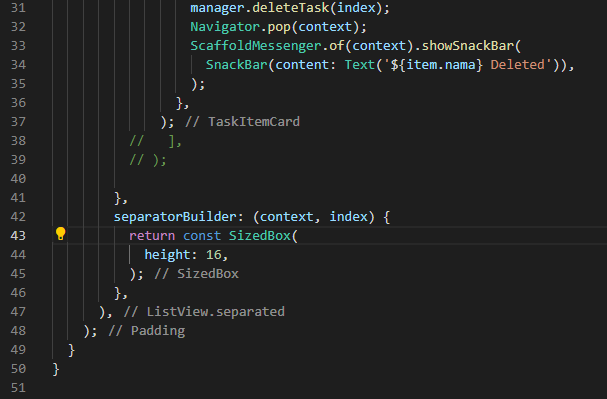 31 manager.deleteTask(index);
32 Navigator.pop(context);
33 ScaffoldMessenger.of(context).showSnackBar(
34 SnackBar(content: Text('${item.nama} Deleted')),
35 );
36 },
37 ); // TaskItemCard
38 //   ],
39 // );
40
41 },
42 separatorBuilder: (context, index) {
43 return const SizedBox(
44 height: 16,
45 ); // SizedBox
46 },
47 ), // ListView.separated
48 ); // Padding
49 }
50 }
51